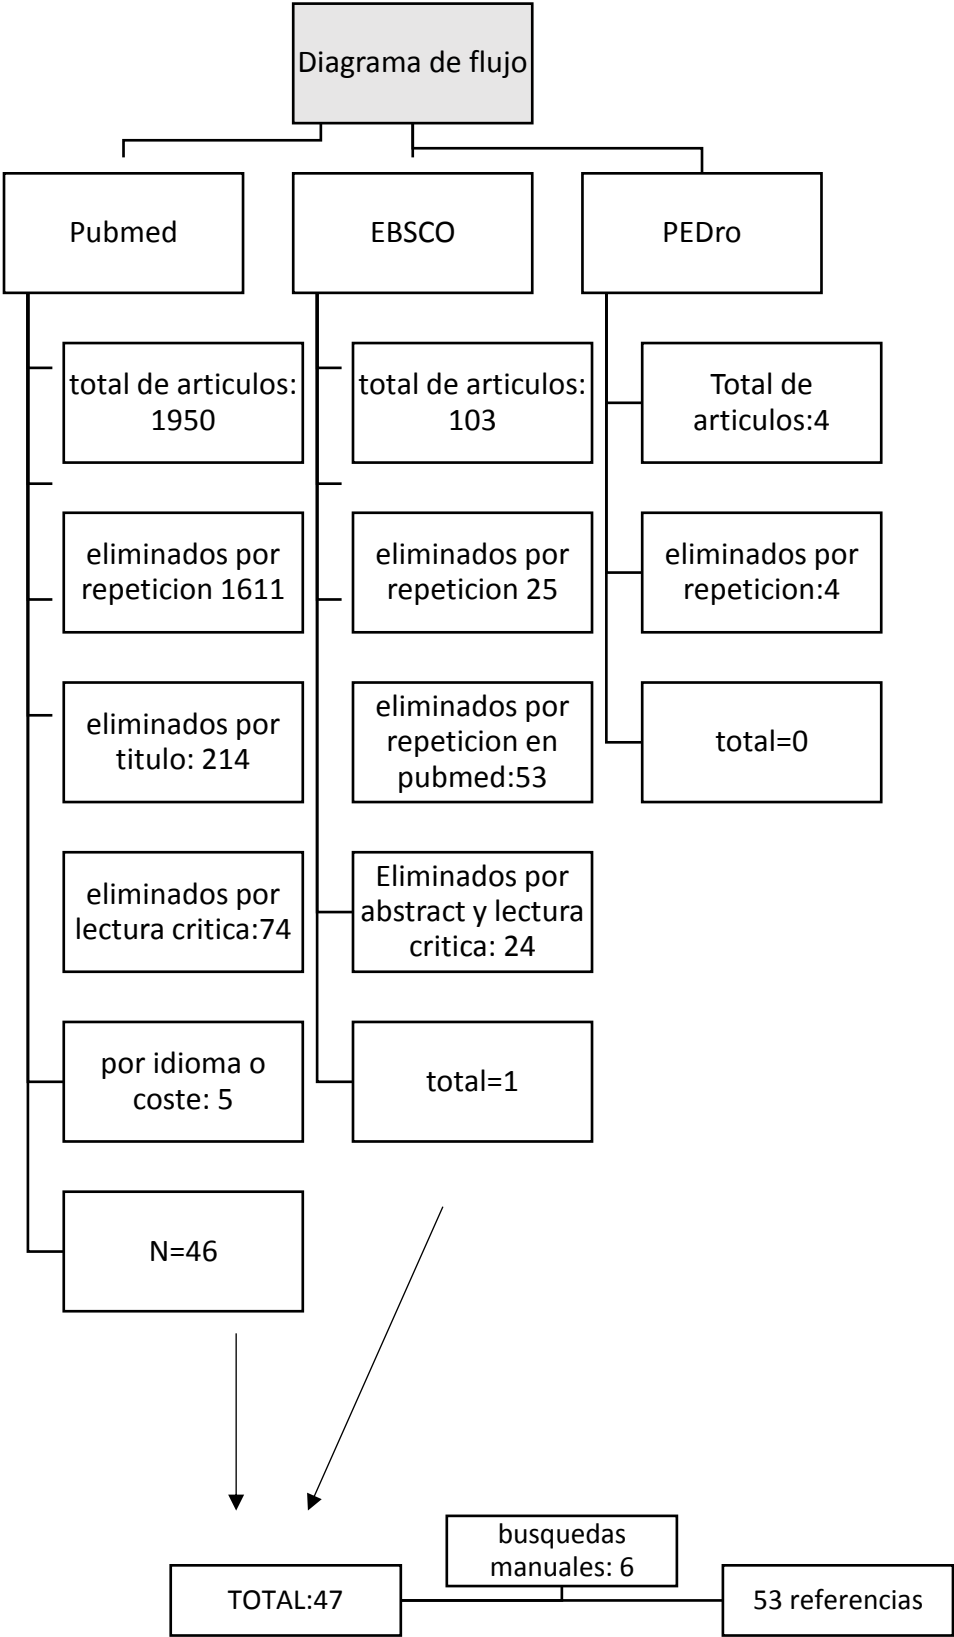 Diagrama de flujo
Pubmed
total de articulos:
1950
eliminados por
repeticion 1611
eliminados por
titulo: 214
eliminados por
lectura critica:74
por idioma o
coste: 5
N=46
EBSCO
total de articulos:
103
eliminados por
repeticion 25
eliminados por
repeticion en
pubmed:53
Eliminados por
abstract y lectura
critica: 24
total=1
PEDro
Total de
articulos:4
eliminados por
repeticion:4
total=0
TOTAL:47
busquedas
manuales: 6
53 referencias